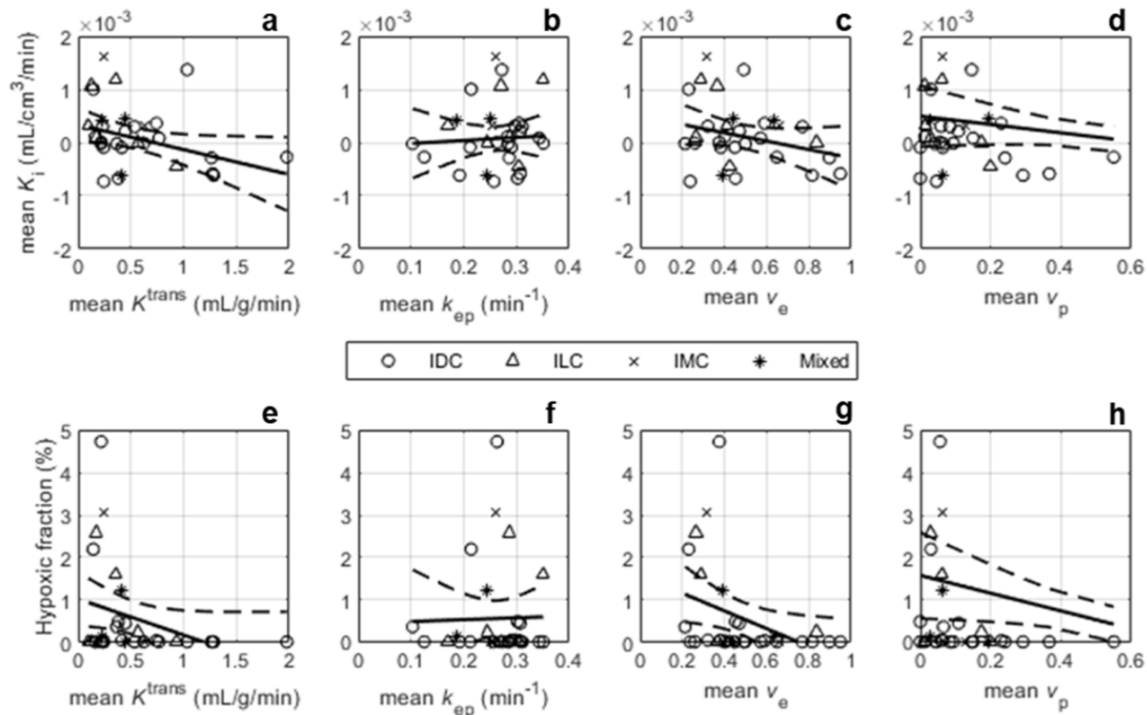 a b c d
×10⁻³ ×10⁻³ ×10⁻³ ×10⁻³
mean Kᵢ (mL/cm³/min)
2 2 2 2
1 1 1 1
0 0 0 0
-1 -1 -1 -1
-2 -2 -2 -2
0 0.5 1 1.5 2 0 0.1 0.2 0.3 0.4 0 0.2 0.4 0.6 0.8 1 0 0.2 0.4 0.6
mean Kᵗʳᵃⁿˢ (mL/g/min) mean kₑₚ (min⁻¹) mean vₑ mean vₚ
IDC ILC IMC Mixed
e f g h
Hypoxic fraction (%)
5 5 5 5
4 4 4 4
3 3 3 3
2 2 2 2
1 1 1 1
0 0 0 0
0 0.5 1 1.5 2 0 0.1 0.2 0.3 0.4 0 0.2 0.4 0.6 0.8 1 0 0.2 0.4 0.6
mean Kᵗʳᵃⁿˢ (mL/g/min) mean kₑₚ (min⁻¹) mean vₑ mean vₚ